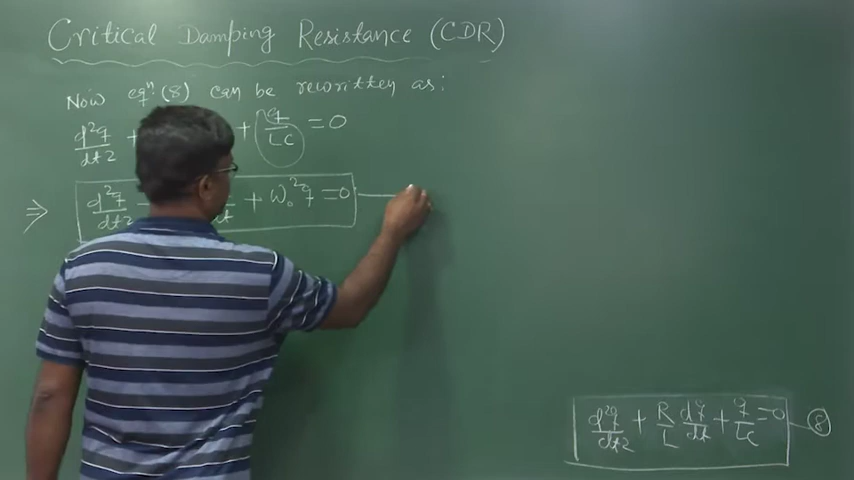 Critical Damping Resistance (CDR)
Now eqⁿ (8) can be rewritten as:
d²q/dt2 + q/LC = 0
⇒ d²q/dt2 dt + ω₀²q = 0
d²q/dt2 + R/L dq/dt + q/LC = 0 — 8